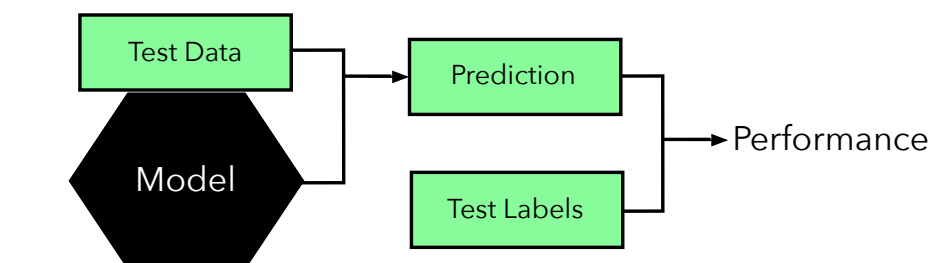 Test Data
Prediction
Performance
Model
Test Labels